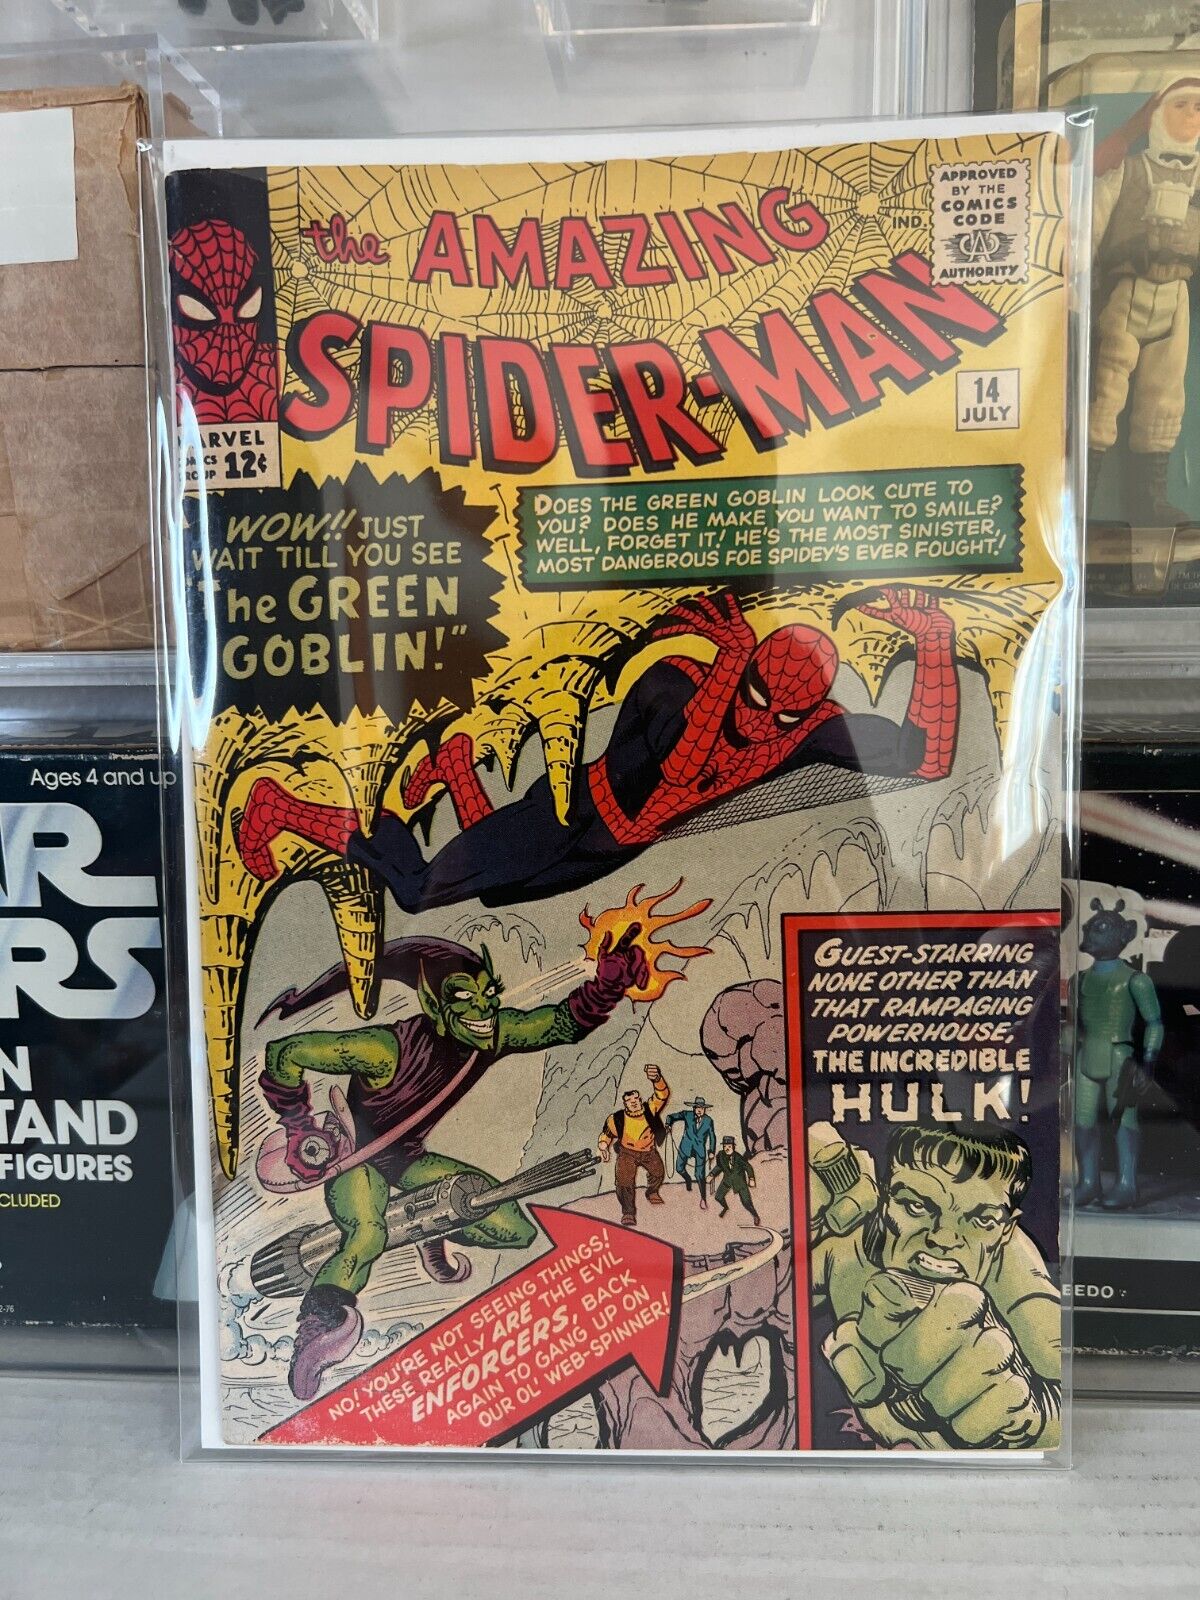 the AMAZING
SPIDER-MAN
IND.
APPROVED
BY THE
COMICS
CODE
AUTHORITY
14
JULY
MARVEL
12¢
WOW!! JUST
WAIT TILL YOU SEE
"he GREEN
GOBLIN!"
DOES THE GREEN GOBLIN LOOK CUTE TO
YOU? DOES HE MAKE YOU WANT TO SMILE?
WELL, FORGET IT! HE'S THE MOST SINISTER,
MOST DANGEROUS FOE SPIDEY'S EVER FOUGHT!
GUEST-STARRING
NONE OTHER THAN
THAT RAMPAGING
POWERHOUSE,
THE INCREDIBLE
HULK!
NO! YOU'RE NOT SEEING THINGS!
THESE REALLY ARE THE EVIL
ENFORCERS, BACK
AGAIN TO GANG UP ON
OUR OL' WEB-SPINNER!
Ages 4 and up
AR
RS
N
TAND
FIGURES
CLUDED
2-76
EEDO